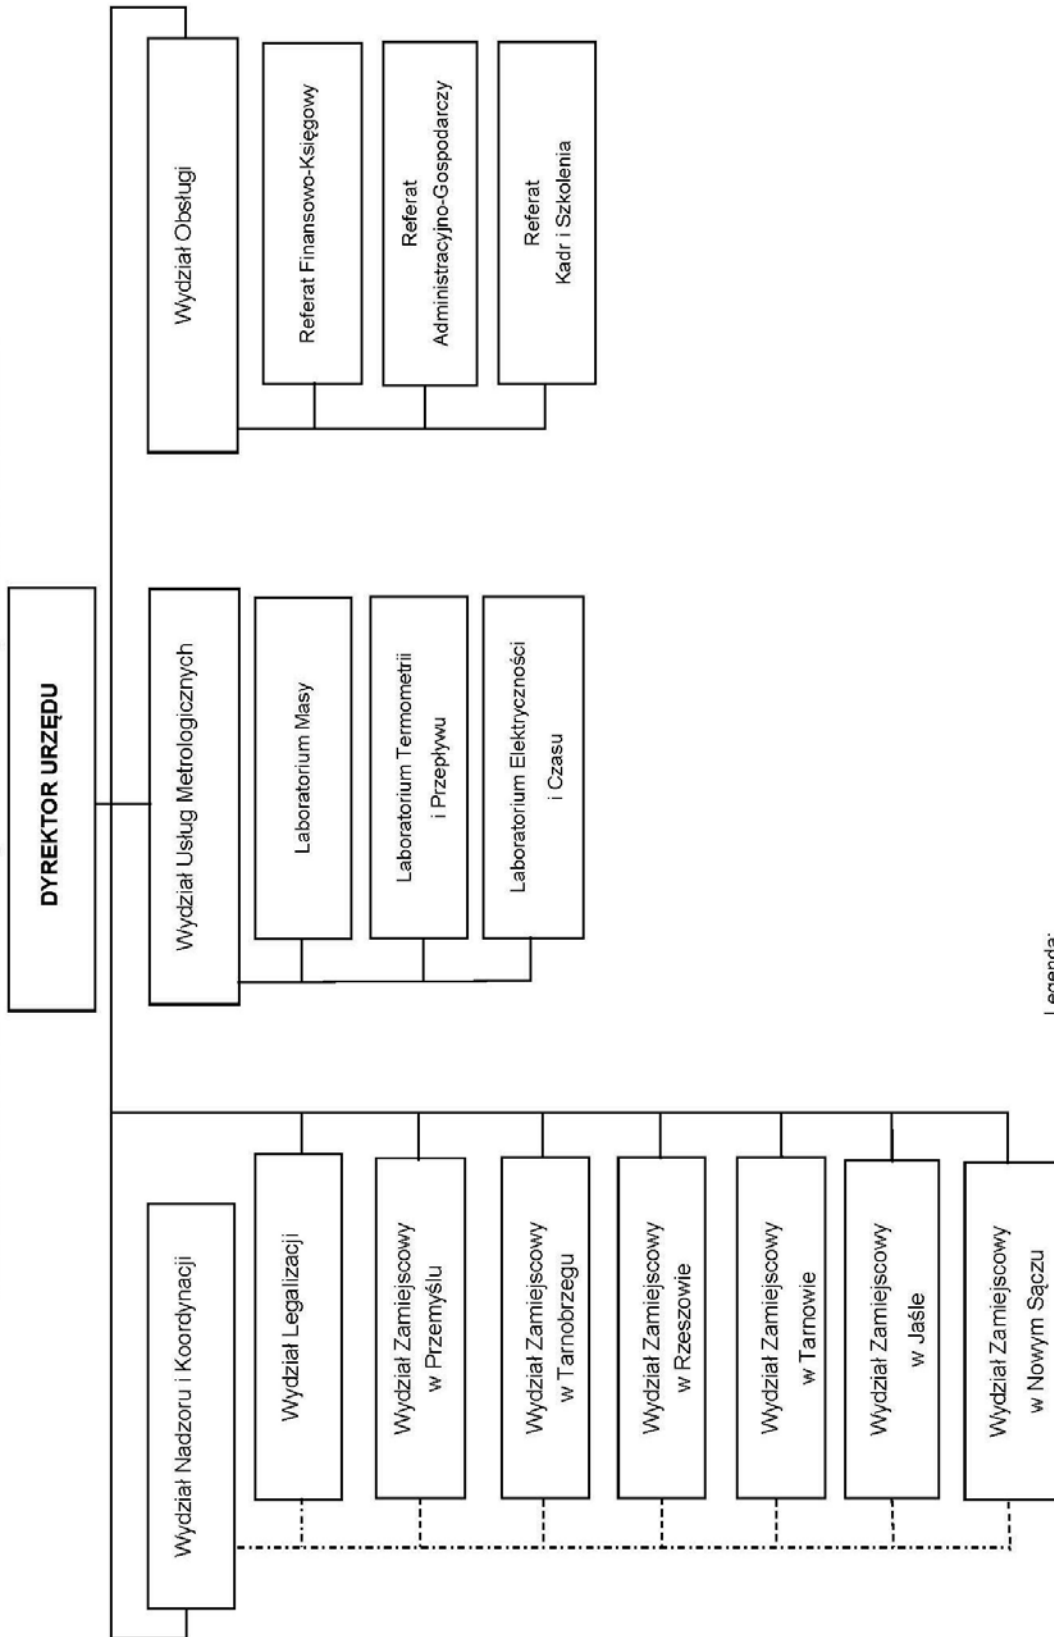 DYREKTOR URZĘDU
Wydział Nadzoru i Koordynacji
Wydział Legalizacji
Wydział Zamiejscowy
w Przemyślu
Wydział Zamiejscowy
w Tarnobrzegu
Wydział Zamiejscowy
w Rzeszowie
Wydział Zamiejscowy
w Tarnowie
Wydział Zamiejscowy
w Jaśle
Wydział Zamiejscowy
w Nowym Sączu
Wydział Usług Metrologicznych
Laboratorium Masy
Laboratorium Termometrii
i Przepływu
Laboratorium Elektryczności
i Czasu
Wydział Obsługi
Referat Finansowo-Księgowy
Referat
Administracyjno-Gospodarczy
Referat
Kadr i Szkolenia
Legenda: